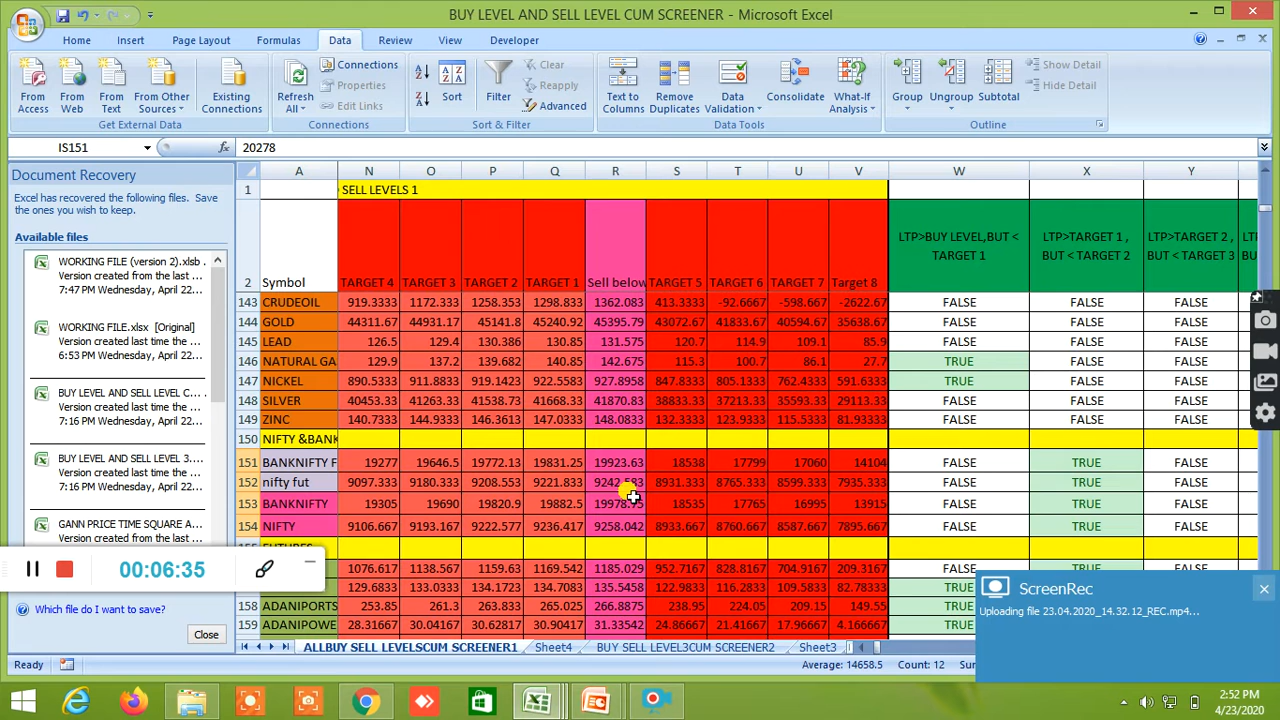 BUY LEVEL AND SELL LEVEL CUM SCREENER - Microsoft Excel
Home Insert Page Layout Formulas Data Review View Developer
From Access
From Web
From Text
From Other Sources
Existing Connections
Get External Data
Refresh All
Connections
Properties
Edit Links
Connections
Sort
Filter
Clear
Reapply
Advanced
Sort & Filter
Text to Columns
Remove Duplicates
Data Validation
Consolidate
What-If Analysis
Data Tools
Group
Ungroup
Subtotal
Show Detail
Hide Detail
Outline
IS151 fx 20278
Document Recovery
Excel has recovered the following files. Save
the ones you wish to keep.
Available files
WORKING FILE (version 2).xlsb
Version created from the last ...
7:47 PM Wednesday, April 22...
WORKING FILE.xlsx [Original]
Version created from the last ...
6:53 PM Wednesday, April 22...
BUY LEVEL AND SELL LEVEL C...
Version created from the last time ...
7:16 PM Wednesday, April 22...
BUY LEVEL AND SELL LEVEL 3...
Version created from the last time ...
7:16 PM Wednesday, April 22...
GANN PRICE TIME SQUARE A...
Version created from the last ...
Which file do I want to save?
Close
00:06:35
A N O P Q R S T U V W X Y
1 SELL LEVELS 1
2 Symbol TARGET 4 TARGET 3 TARGET 2 TARGET 1 Sell below TARGET 5 TARGET 6 TARGET 7 Target 8 LTP>BUY LEVEL,BUT < TARGET 1 LTP>TARGET 1 , BUT < TARGET 2 LTP>TARGET 2 , BUT < TARGET 3
143 CRUDEOIL 919.3333 1172.333 1258.353 1298.833 1362.083 413.3333 -92.6667 -598.667 -2622.67 FALSE FALSE FALSE
144 GOLD 44311.67 44931.17 45141.8 45240.92 45395.79 43072.67 41833.67 40594.67 35638.67 FALSE FALSE FALSE
145 LEAD 126.5 129.4 130.386 130.85 131.575 120.7 114.9 109.1 85.9 FALSE FALSE FALSE
146 NATURAL GA 129.9 137.2 139.682 140.85 142.675 115.3 100.7 86.1 27.7 TRUE FALSE FALSE
147 NICKEL 890.5333 911.8833 919.1423 922.5583 927.8958 847.8333 805.1333 762.4333 591.6333 TRUE FALSE FALSE
148 SILVER 40453.33 41263.33 41538.73 41668.33 41870.83 38833.33 37213.33 35593.33 29113.33 FALSE FALSE FALSE
149 ZINC 140.7333 144.9333 146.3613 147.0333 148.0833 132.3333 123.9333 115.5333 81.93333 FALSE FALSE FALSE
150 NIFTY &BANK
151 BANKNIFTY F 19277 19646.5 19772.13 19831.25 19923.63 18538 17799 17060 14104 FALSE TRUE FALSE
152 nifty fut 9097.333 9180.333 9208.553 9221.833 8931.333 8765.333 8599.333 7935.333 FALSE TRUE FALSE
153 BANKNIFTY 19305 19690 19820.9 19882.5 18535 17765 16995 13915 FALSE TRUE FALSE
154 NIFTY 9106.667 9193.167 9222.577 9236.417 9258.042 8933.667 8760.667 8587.667 7895.667 FALSE TRUE FALSE
1076.617 1138.567 1159.63 1169.542 1185.029 952.7167 828.8167 704.9167 209.3167 FALSE FALSE FALSE
129.6833 133.0333 134.1723 134.7083 135.5458 122.9833 116.2833 109.5833 82.78333 TRUE
158 ADANIPORTS 253.85 261.3 263.833 265.025 266.8875 238.95 224.05 209.15 149.55 TRUE
159 ADANIPOWE 28.31667 30.04167 30.62817 30.90417 31.33542 24.86667 21.41667 17.96667 4.166667 TRUE
ScreenRec
Uploading file 23.04.2020_14.32.12_REC.mp4...
ALLBUY SELL LEVELSCUM SCREENER1 Sheet4 BUY SELL LEVEL3CUM SCREENER2 Sheet3
Ready Average: 14658.5 Count: 12
2:52 PM
4/23/2020